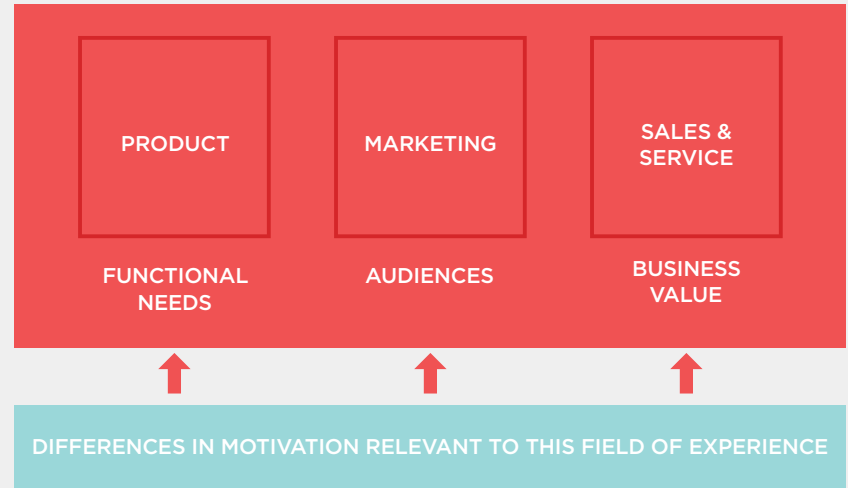 PRODUCT
MARKETING
SALES &
SERVICE
FUNCTIONAL
NEEDS
AUDIENCES
BUSINESS
VALUE
DIFFERENCES IN MOTIVATION RELEVANT TO THIS FIELD OF EXPERIENCE